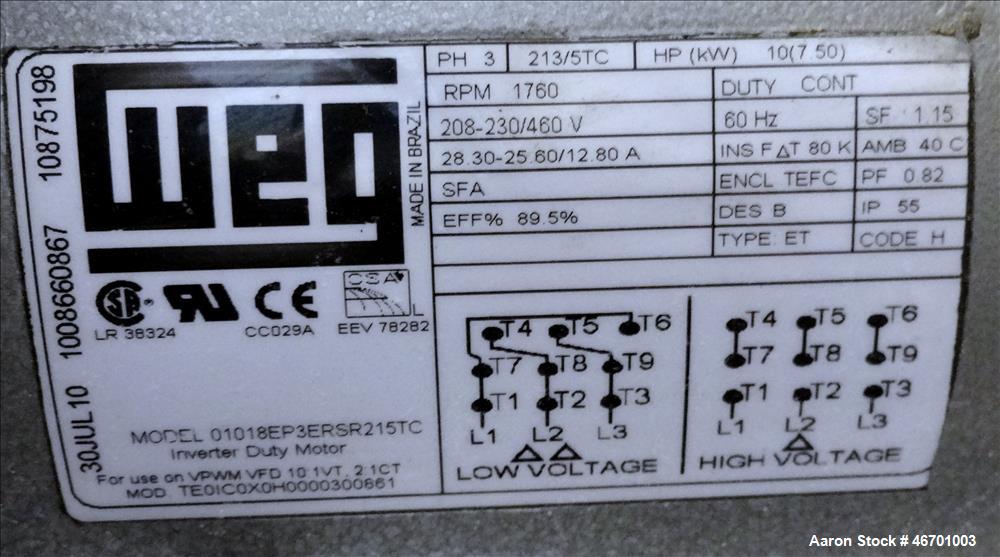 PH 3 213/5TC HP (kW) 10(7.50)
RPM 1760 DUTY CONT
208-230/460 V 60 Hz SF 1.15
28.30-25.60/12.80 A INS F ΔT 80 K AMB 40 C
SFA ENCL TEFC PF 0.82
EFF% 89.5% DES B IP 55
TYPE ET CODE H
weg
MADE IN BRAZIL
10875198
1008660867
30JUL10
SA ® RU CE CSA
LR 38324 CC029A EEV 78282
MODEL 01018EP3ERSR215TC
Inverter Duty Motor
For use on VPWM VFD 10:1VT, 2:1CT
MOD. TE0IC0X0H0000300861
T4 T5 T6
T7 T8 T9
T1 T2 T3
L1 L2 L3
△△
LOW VOLTAGE
T4 T5 T6
T7 T8 T9
T1 T2 T3
L1 L2 L3
△
HIGH VOLTAGE
Aaron Stock # 46701003